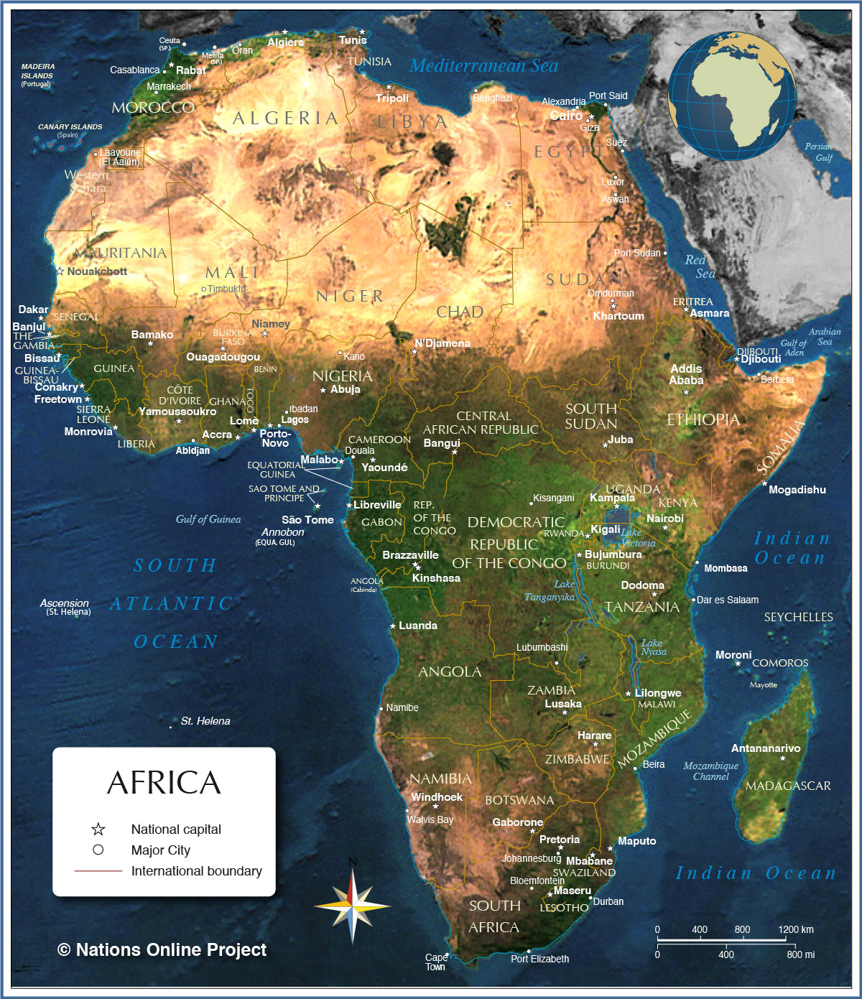 Ceuta
(SP.)
Melilla
(SP.)
Oran
Algiers
Tunis
TUNISIA
Mediterranean Sea
MADEIRA
ISLANDS
(Portugal)
Casablanca
Rabat
Marrakech
MOROCCO
Tripoli
Benghazi
Alexandria
Port Said
Cairo
Giza
ALGERIA
LIBYA
EGYPT
Suez
Persian
Gulf
CANARY ISLANDS
(Spain)
Laayoune
(El Aaiún)
Western
Sahara
Luxor
Aswan
MAURITANIA
Nouakchott
MALI
Timbuktu
NIGER
CHAD
SUDAN
Port Sudan
Red
Sea
Omdurman
Khartoum
ERITREA
Asmara
Dakar
SENEGAL
Banjul
THE
GAMBIA
Bissau
GUINEA-
BISSAU
Bamako
BURKINA
FASO
Niamey
Ouagadougou
N'Djamena
Kano
Arabian
Sea
Gulf of
Aden
DJIBOUTI
Djibouti
Berbera
GUINEA
BENIN
NIGERIA
Abuja
Addis
Ababa
Conakry
Freetown
SIERRA
LEONE
CÔTE
D'IVOIRE
GHANA
TOGO
Yamoussoukro
Monrovia
LIBERIA
Abidjan
Accra
Lomè
Ibadan
Lagos
Porto-
Novo
CENTRAL
AFRICAN REPUBLIC
Bangui
SOUTH
SUDAN
ETHIOPIA
Juba
SOMALIA
CAMEROON
Douala
Malabo
Yaoundé
EQUATORIAL
GUINEA
SAO TOME AND
PRINCIPE
São Tome
Annobon
(EQUA. GUI.)
Gulf of Guinea
Libreville
GABON
REP.
OF THE
CONGO
Kisangani
DEMOCRATIC
REPUBLIC
OF THE CONGO
UGANDA
Kampala
KENYA
Nairobi
Mogadishu
RWANDA
Kigali
Lake
Victoria
Bujumbura
BURUNDI
Indian
Ocean
Mombasa
Brazzaville
Kinshasa
ANGOLA
(Cabinda)
SOUTH
ATLANTIC
OCEAN
Ascension
(St. Helena)
Lake
Tanganyika
Dodoma
TANZANIA
Dar es Salaam
SEYCHELLES
Luanda
Lubumbashi
Lake
Nyasa
Moroni
COMOROS
Mayotte
ANGOLA
ZAMBIA
Lusaka
Lilongwe
MALAWI
Namibe
St. Helena
Harare
ZIMBABWE
MOZAMBIQUE
Beira
Mozambique
Channel
Antananarivo
MADAGASCAR
NAMIBIA
Windhoek
Walvis Bay
BOTSWANA
Gaborone
Pretoria
Johannesburg
Maputo
Mbabane
SWAZILAND
Bloemfontein
Maseru
LESOTHO
Durban
SOUTH
AFRICA
Cape
Town
Port Elizabeth
Indian Ocean
AFRICA
National capital
Major City
International boundary
N
© Nations Online Project
0 400 800 1200 km
0 400 800 mi